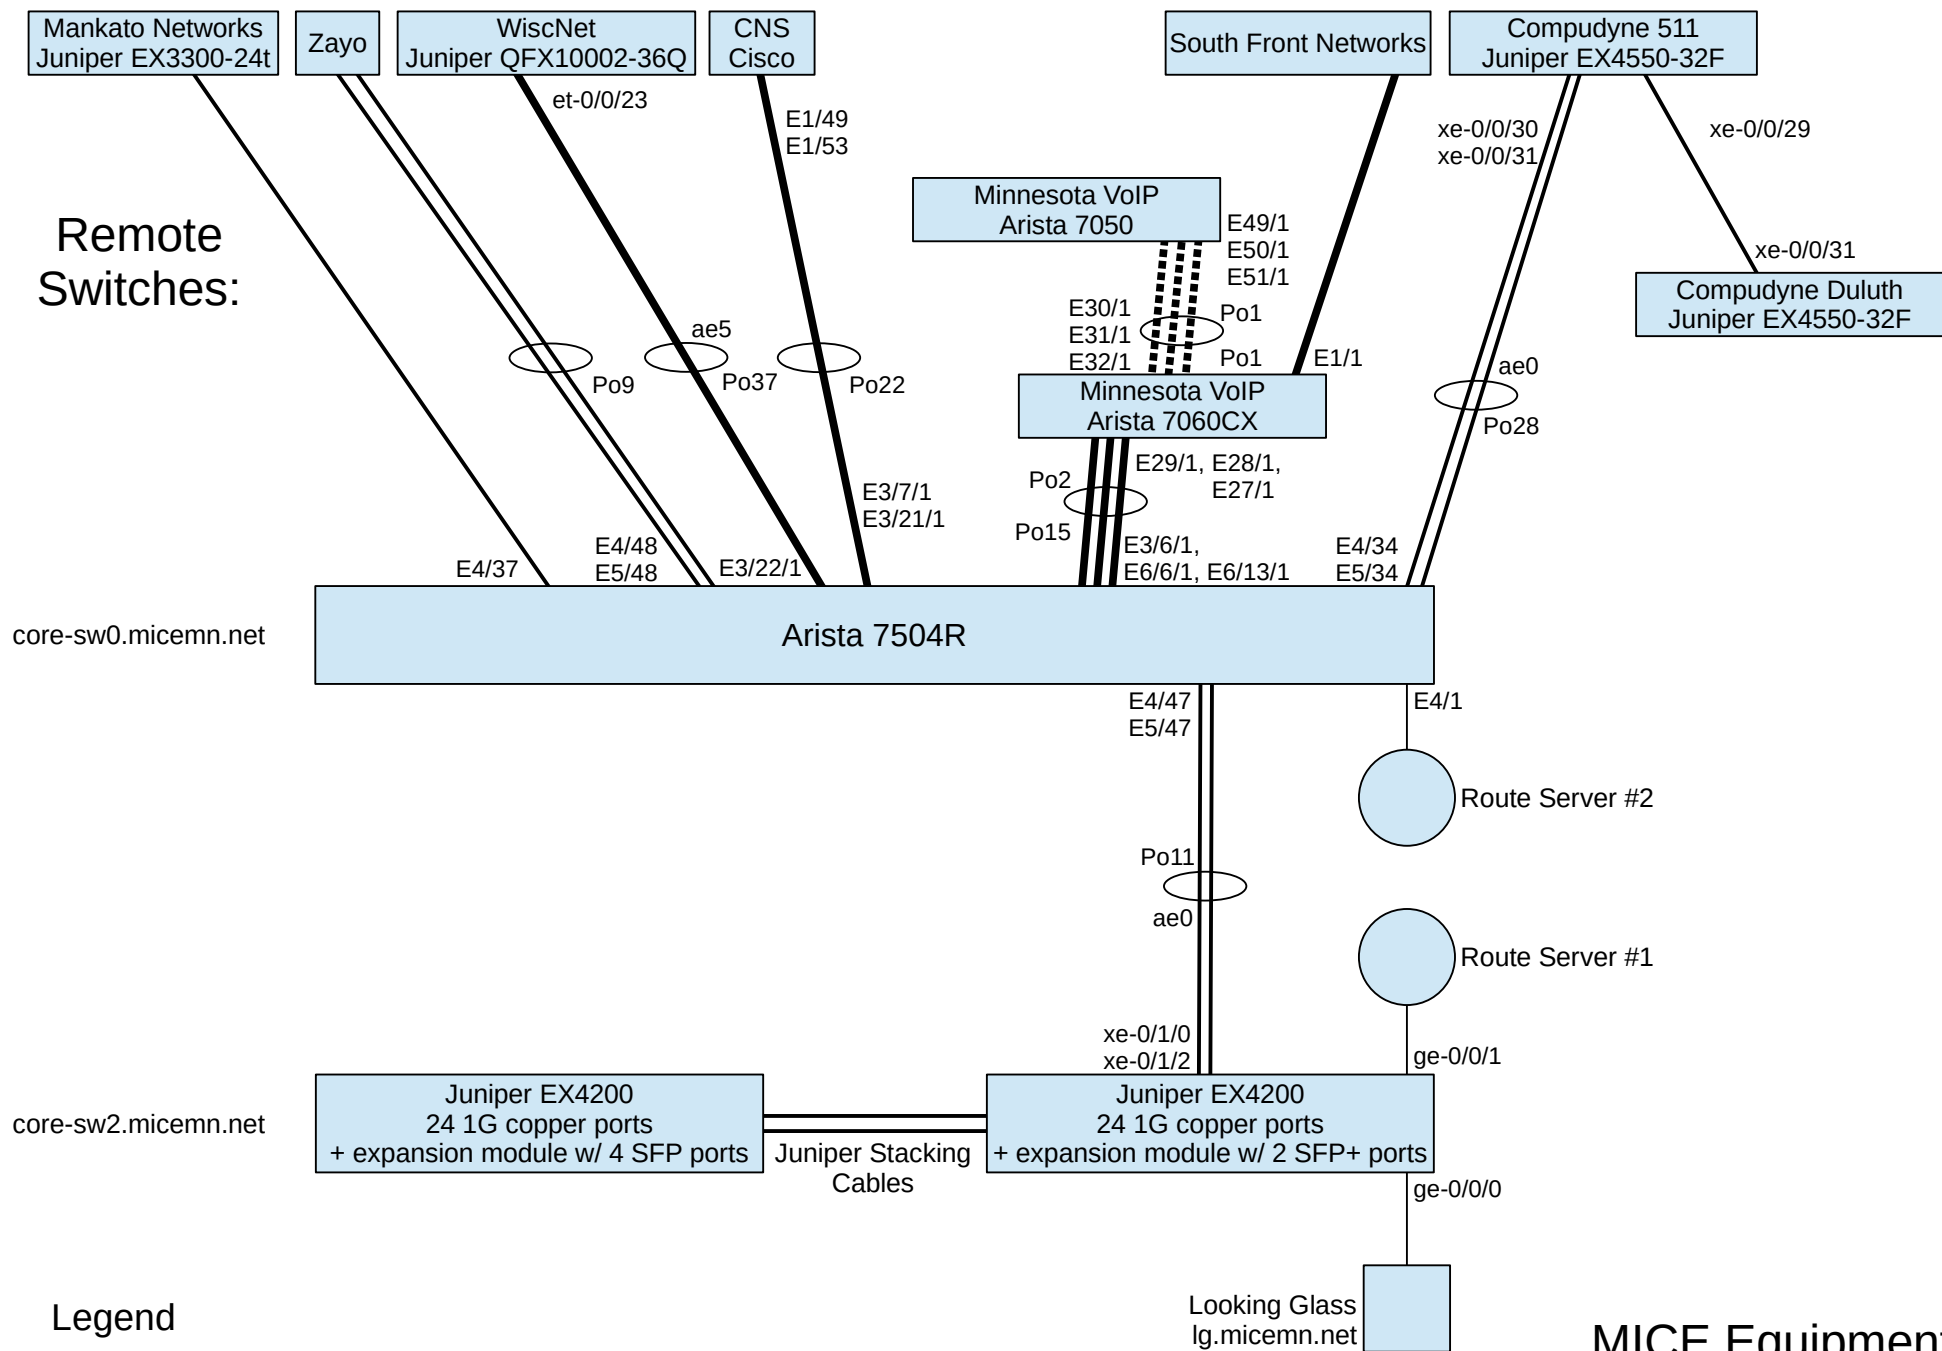 Mankato Networks
Juniper EX3300-24t
Zayo
WiscNet
Juniper QFX10002-36Q
CNS
Cisco
South Front Networks
Compudyne 511
Juniper EX4550-32F
et-0/0/23
E1/49
E1/53
xe-0/0/30
xe-0/0/31
xe-0/0/29
Remote
Switches:
Minnesota VoIP
Arista 7050
E49/1
E50/1
E51/1
xe-0/0/31
Compudyne Duluth
Juniper EX4550-32F
E30/1
E31/1
E32/1
Po1
Po1
E1/1
ae5
Po9
Po37
Po22
ae0
Po28
Minnesota VoIP
Arista 7060CX
E29/1, E28/1,
E27/1
Po2
Po15
E3/7/1
E3/21/1
E4/37
E4/48
E5/48
E3/22/1
E3/6/1,
E6/6/1, E6/13/1
E4/34
E5/34
core-sw0.micemn.net
Arista 7504R
E4/47
E5/47
E4/1
Route Server #2
Po11
ae0
Route Server #1
xe-0/1/0
xe-0/1/2
ge-0/0/1
core-sw2.micemn.net
Juniper EX4200
24 1G copper ports
+ expansion module w/ 4 SFP ports
Juniper Stacking
Cables
Juniper EX4200
24 1G copper ports
+ expansion module w/ 2 SFP+ ports
ge-0/0/0
Looking Glass
lg.micemn.net
Legend
MICE Equipment